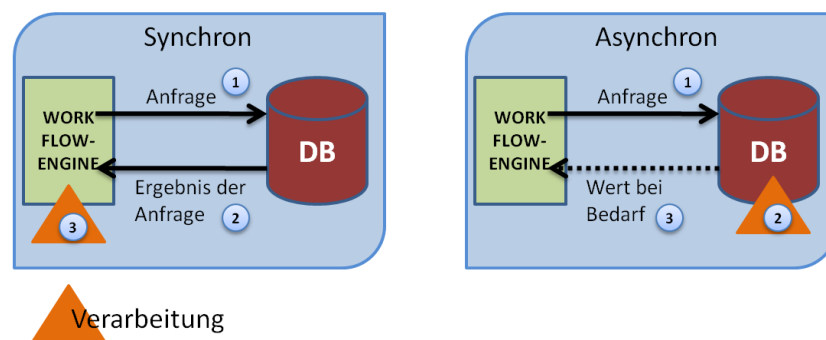 Synchron
1
Anfrage
WORK
FLOW-
ENGINE
DB
Ergebnis der
Anfrage
2
3
Asynchron
1
Anfrage
WORK
FLOW-
ENGINE
DB
Wert bei
Bedarf
3
2
Verarbeitung